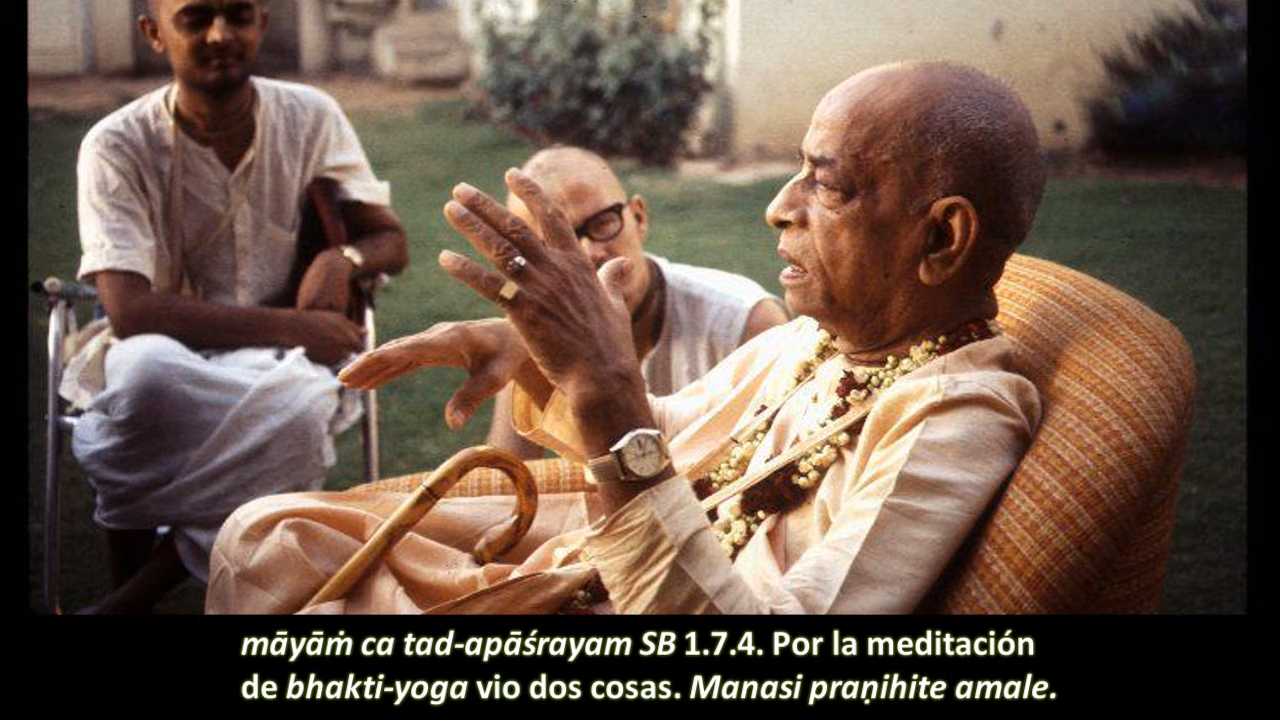 māyāṁ ca tad-apāśrayam SB 1.7.4. Por la meditación
de bhakti-yoga vio dos cosas. Manasi praṇihite amale.